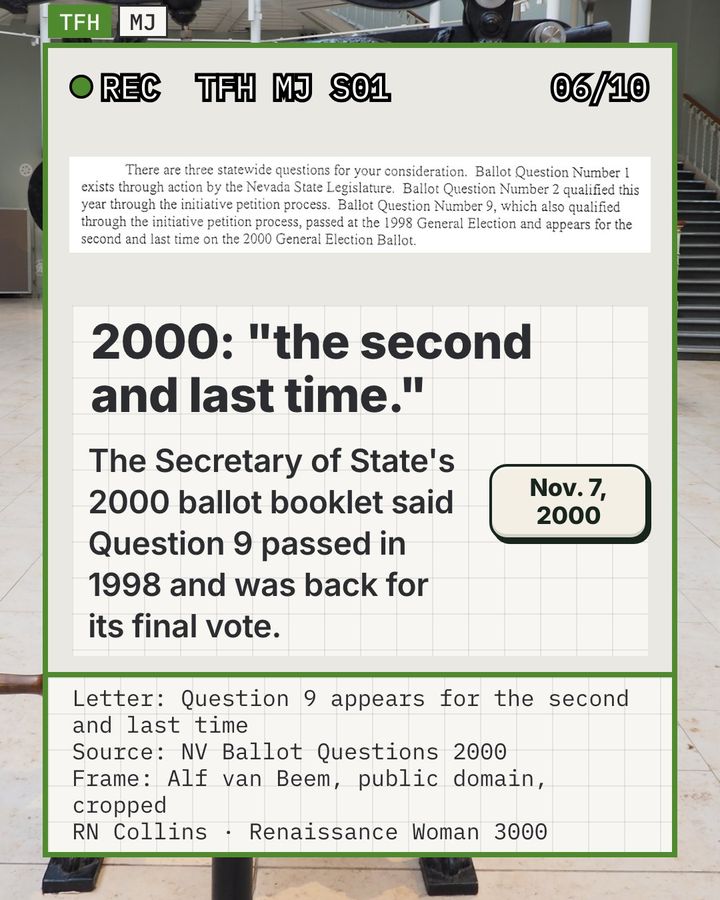 TFH MJ
REC TFH MJ S01 06/10
There are three statewide questions for your consideration. Ballot Question Number 1
exists through action by the Nevada State Legislature. Ballot Question Number 2 qualified this
year through the initiative petition process. Ballot Question Number 9, which also qualified
through the initiative petition process, passed at the 1998 General Election and appears for the
second and last time on the 2000 General Election Ballot.
2000: "the second
and last time."
The Secretary of State's
2000 ballot booklet said
Question 9 passed in
1998 and was back for
its final vote.
Nov. 7,
2000
Letter: Question 9 appears for the second
and last time
Source: NV Ballot Questions 2000
Frame: Alf van Beem, public domain,
cropped
RN Collins · Renaissance Woman 3000